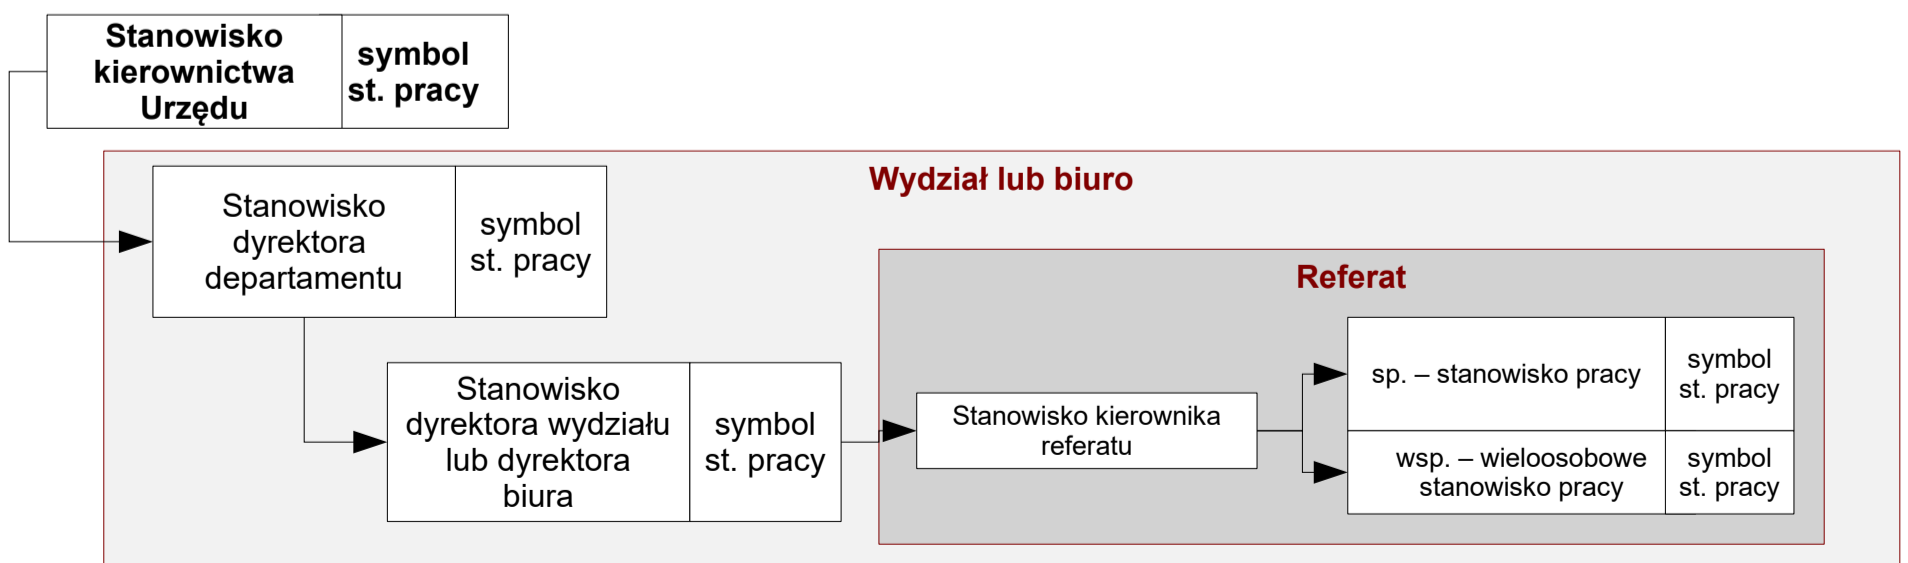 Stanowisko
kierownictwa
Urzędu
symbol
st. pracy
Wydział lub biuro
Stanowisko
dyrektora
departamentu
symbol
st. pracy
Referat
Stanowisko
dyrektora wydziału
lub dyrektora
biura
symbol
st. pracy
Stanowisko kierownika
referatu
sp. – stanowisko pracy
symbol
st. pracy
wsp. – wieloosobowe
stanowisko pracy
symbol
st. pracy